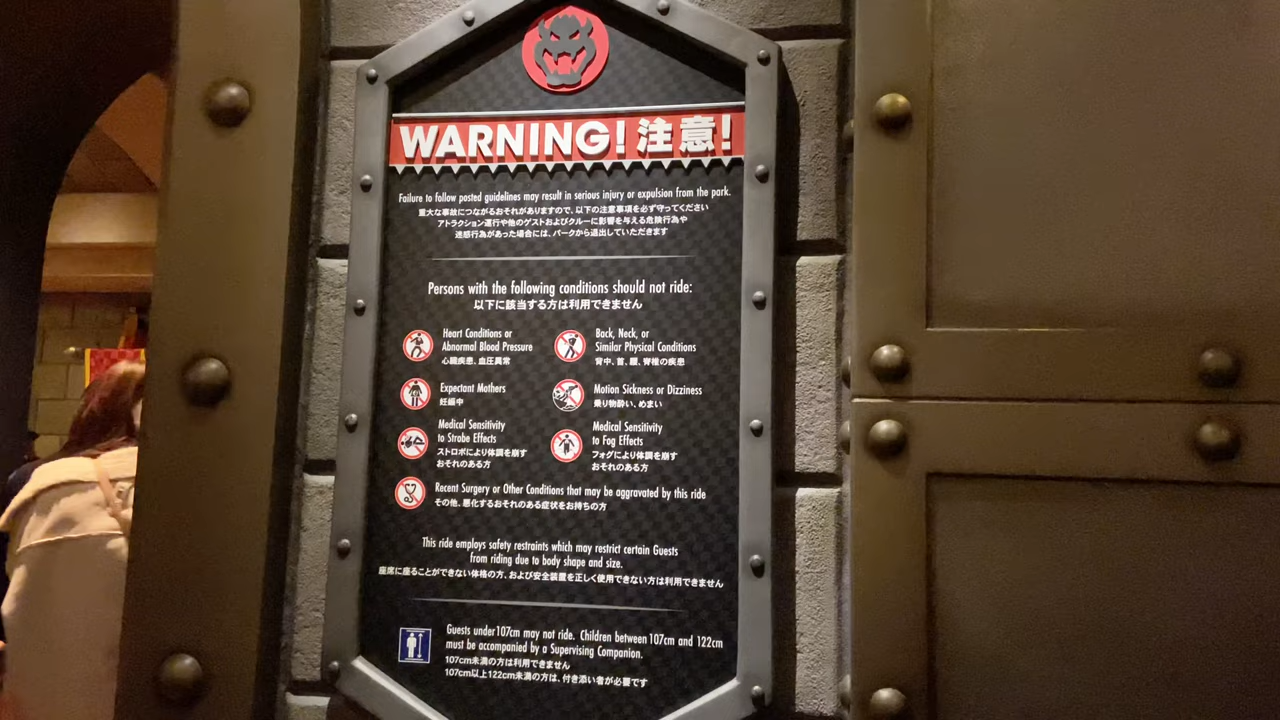 WARNING! 注意!
Failure to follow posted guidelines may result in serious injury or expulsion from the park.
重大な事故につながるおそれがありますので、以下の注意事項を必ず守ってください
アトラクション運行や他のゲストおよびクルーに影響を与える危険行為や
迷惑行為があった場合には、パークから退出していただきます
Persons with the following conditions should not ride:
以下に該当する方は利用できません
Heart Conditions or
Abnormal Blood Pressure
心臓疾患、血圧異常
Back, Neck, or
Similar Physical Conditions
背中、首、腰、脊椎の疾患
Expectant Mothers
妊娠中
Motion Sickness or Dizziness
乗り物酔い、めまい
Medical Sensitivity
to Strobe Effects
ストロボにより体調を崩す
おそれのある方
Medical Sensitivity
to Fog Effects
フォグにより体調を崩す
おそれのある方
Recent Surgery or Other Conditions that may be aggravated by this ride
その他、悪化するおそれのある症状をお持ちの方
This ride employs safety restraints which may restrict certain Guests
from riding due to body shape and size.
座席に座ることができない体格の方、および安全装置を正しく使用できない方は利用できません
Guests under107cm may not ride. Children between 107cm and 122cm
must be accompanied by a Supervising Companion.
107cm未満の方は利用できません
107cm以上122cm未満の方は、付き添い者が必要です